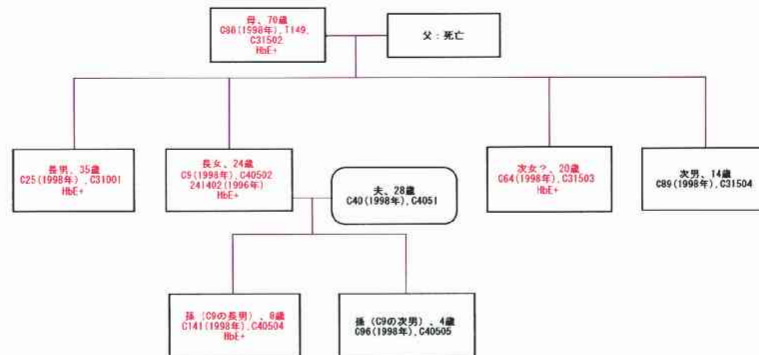 母、70歳
C88(1998年), T149,
C31502
HbE+
父：死亡
長男、35歳
C25(1998年), C31001
HbE+
長女、24歳
C9(1998年), C40502
241402(1996年)
HbE+
夫、28歳
C40(1998年), C4051
次女?、20歳
C64(1998年), C31503
HbE+
次男、14歳
C89(1998年), C31504
孫（C9の長男）、8歳
C141(1998年), C40504
HbE+
孫（C9の次男）、4歳
C96(1998年), C40505